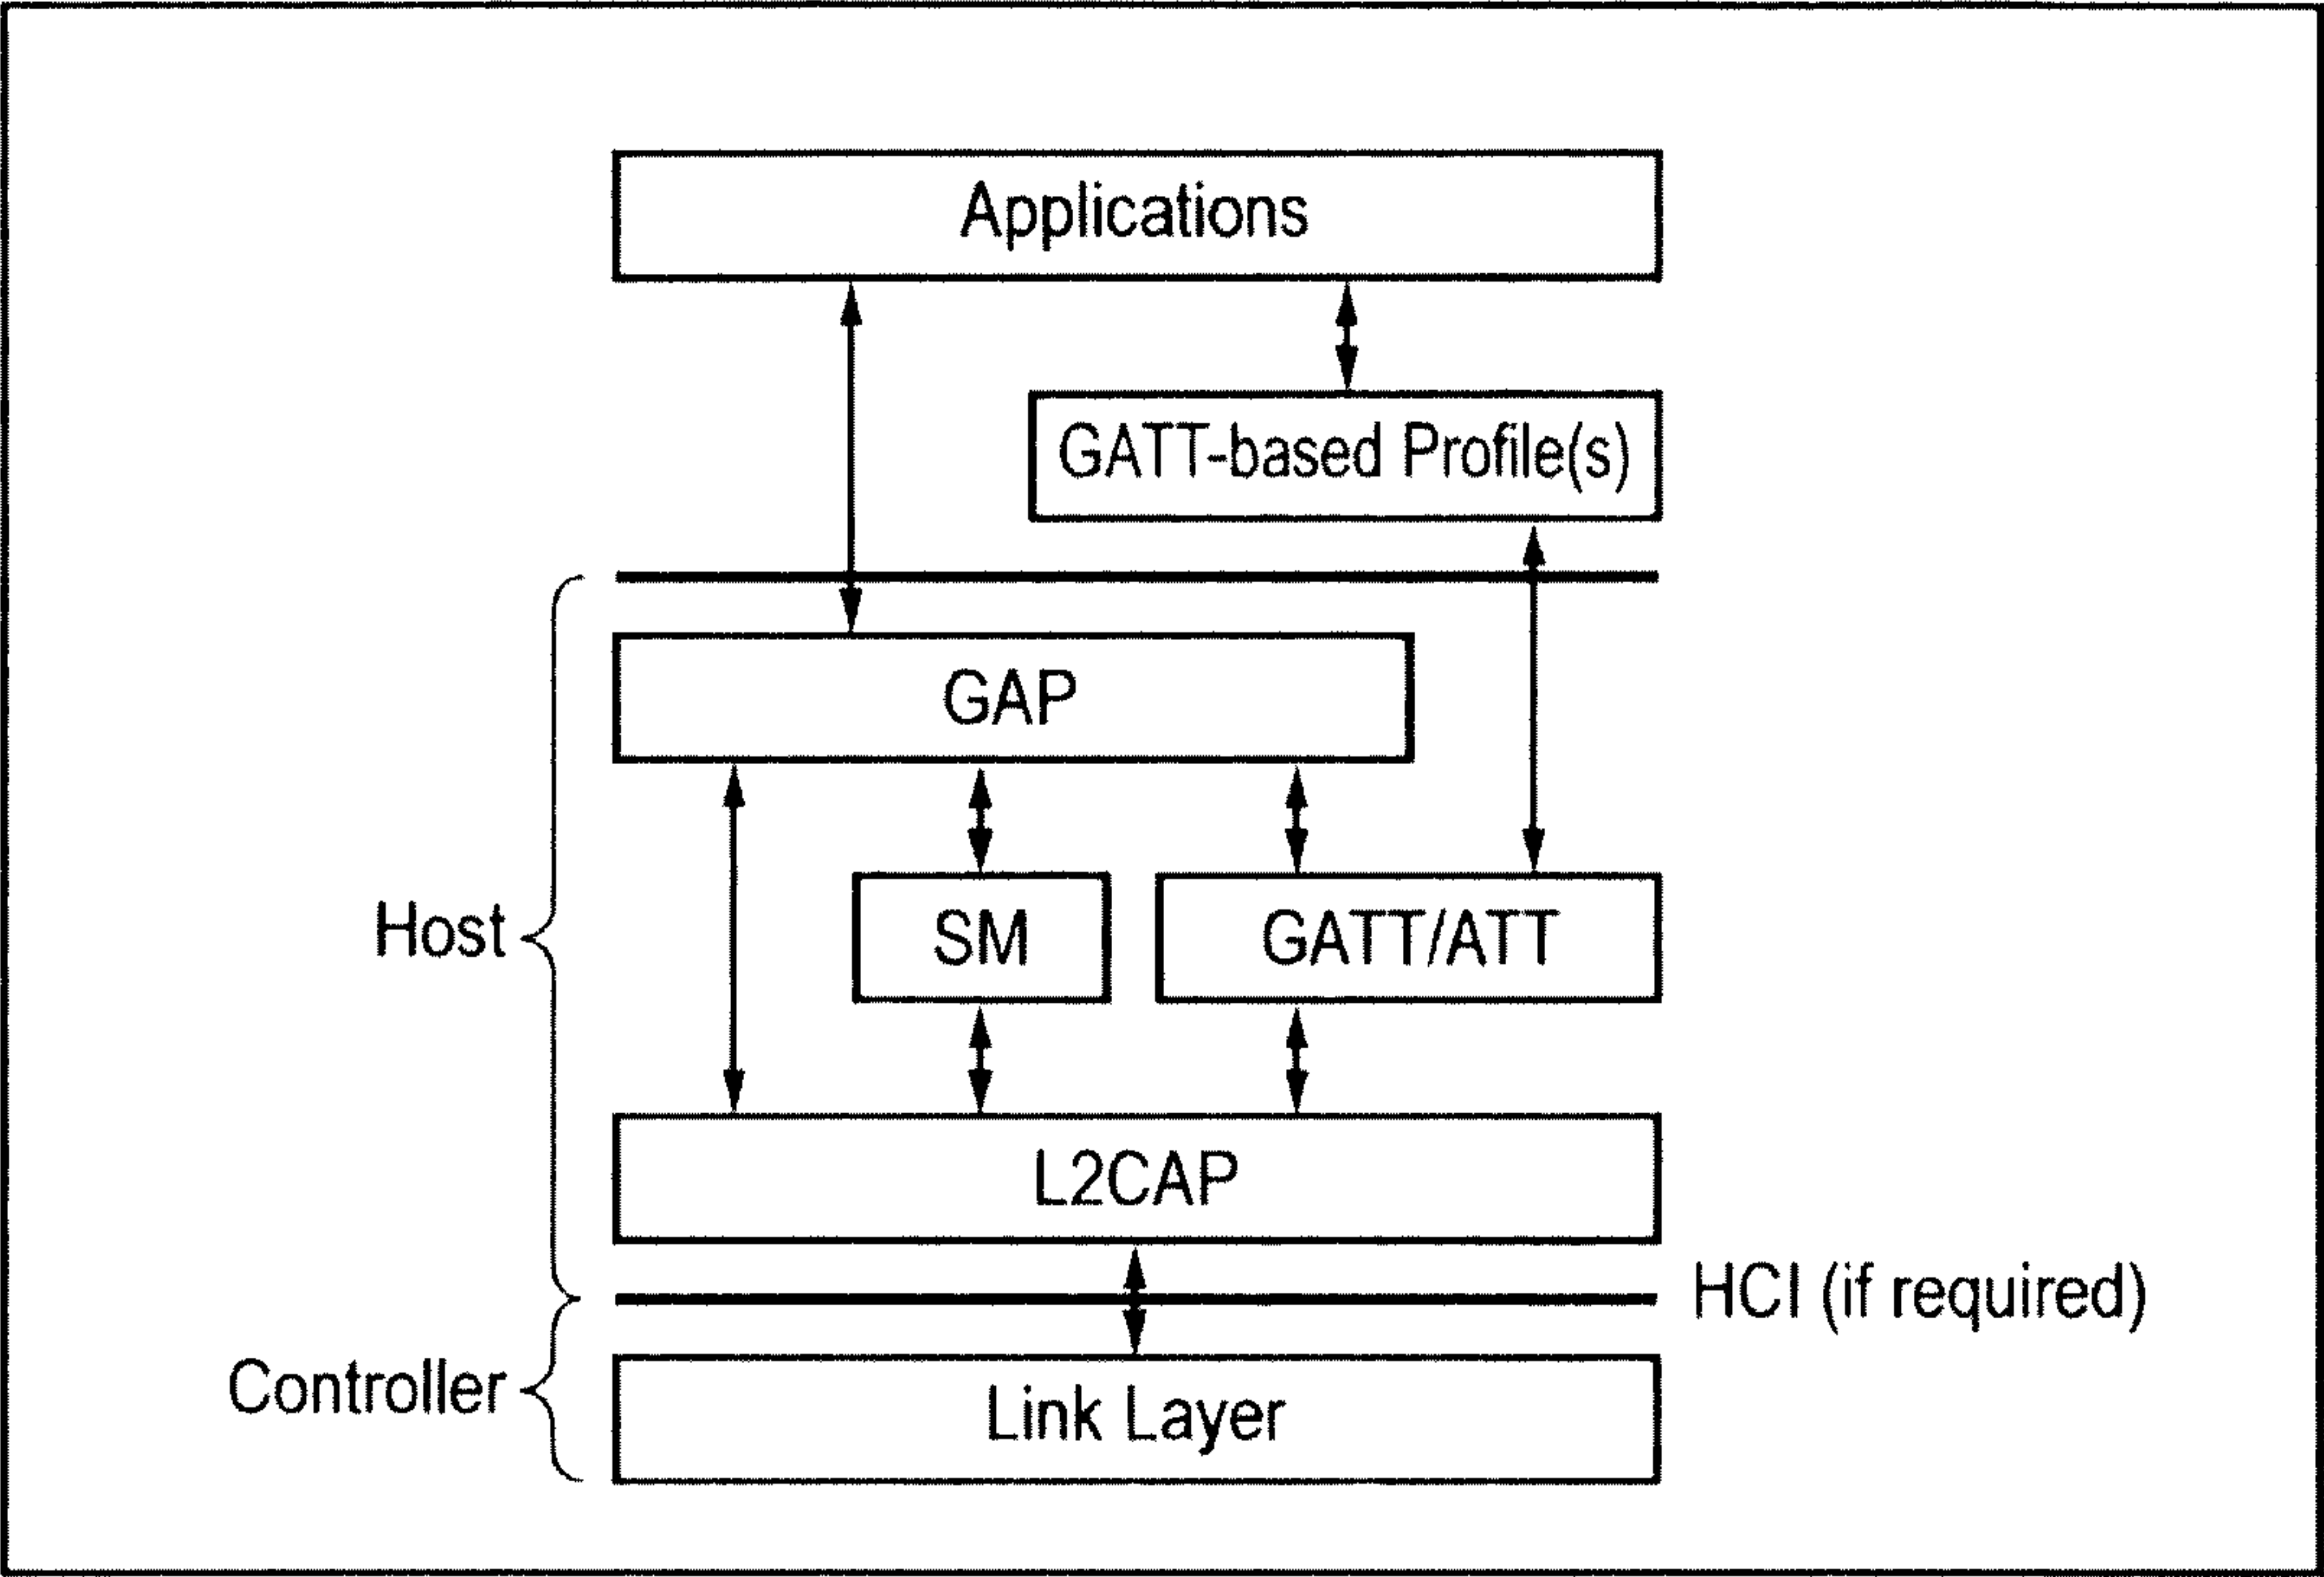 Applications
GATT-based Profile(s)
GAP
Host
SM
GATT/ATT
L2CAP
HCI (if required)
Controller
Link Layer